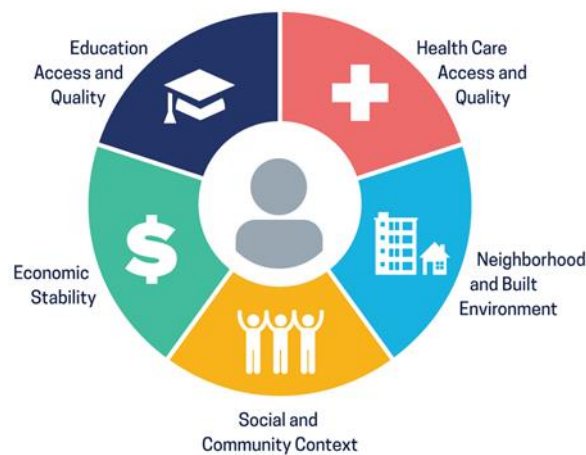 Education
Access and
Quality
Health Care
Access and
Quality
Economic
Stability
$
Neighborhood
and Built
Environment
Social and
Community Context